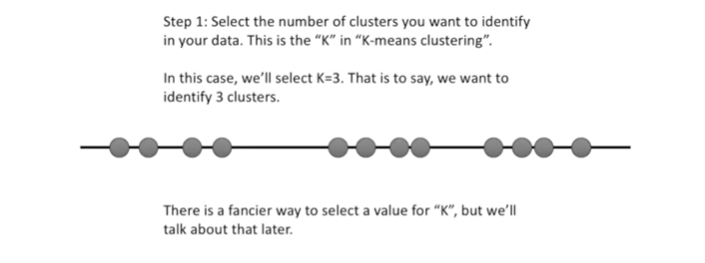 Step 1: Select the number of clusters you want to identify
in your data. This is the “K” in “K-means clustering”.
In this case, we’ll select K=3. That is to say, we want to
identify 3 clusters.
There is a fancier way to select a value for “K”, but we’ll
talk about that later.